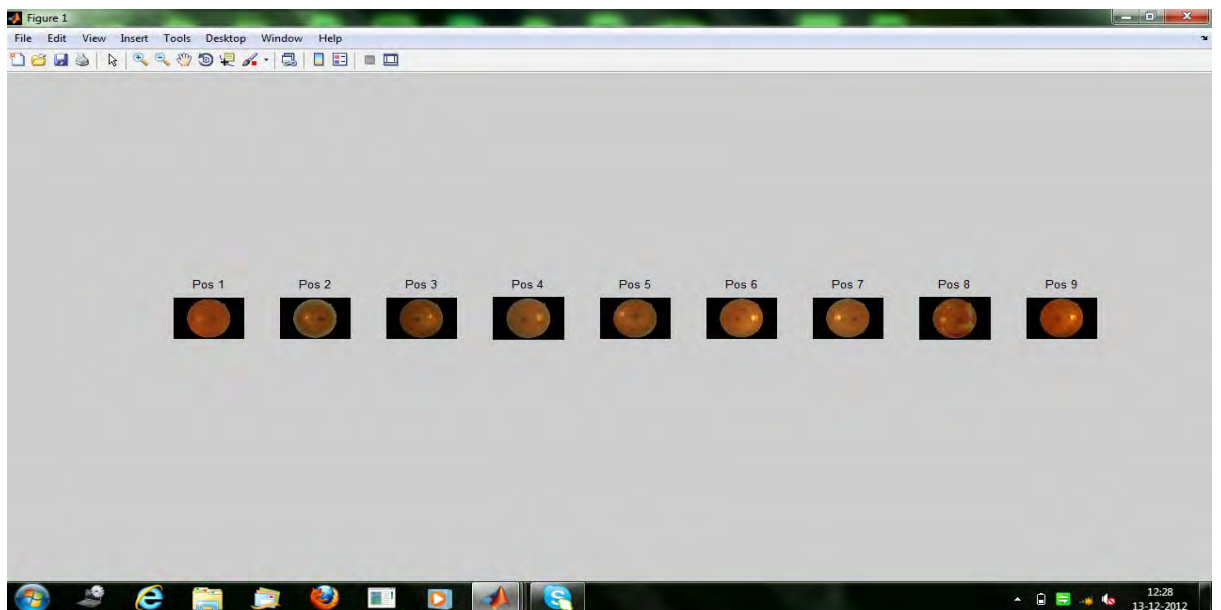 Figure 1
File Edit View Insert Tools Desktop Window Help
Pos 1 Pos 2 Pos 3 Pos 4 Pos 5 Pos 6 Pos 7 Pos 8 Pos 9
12:28
13-12-2012